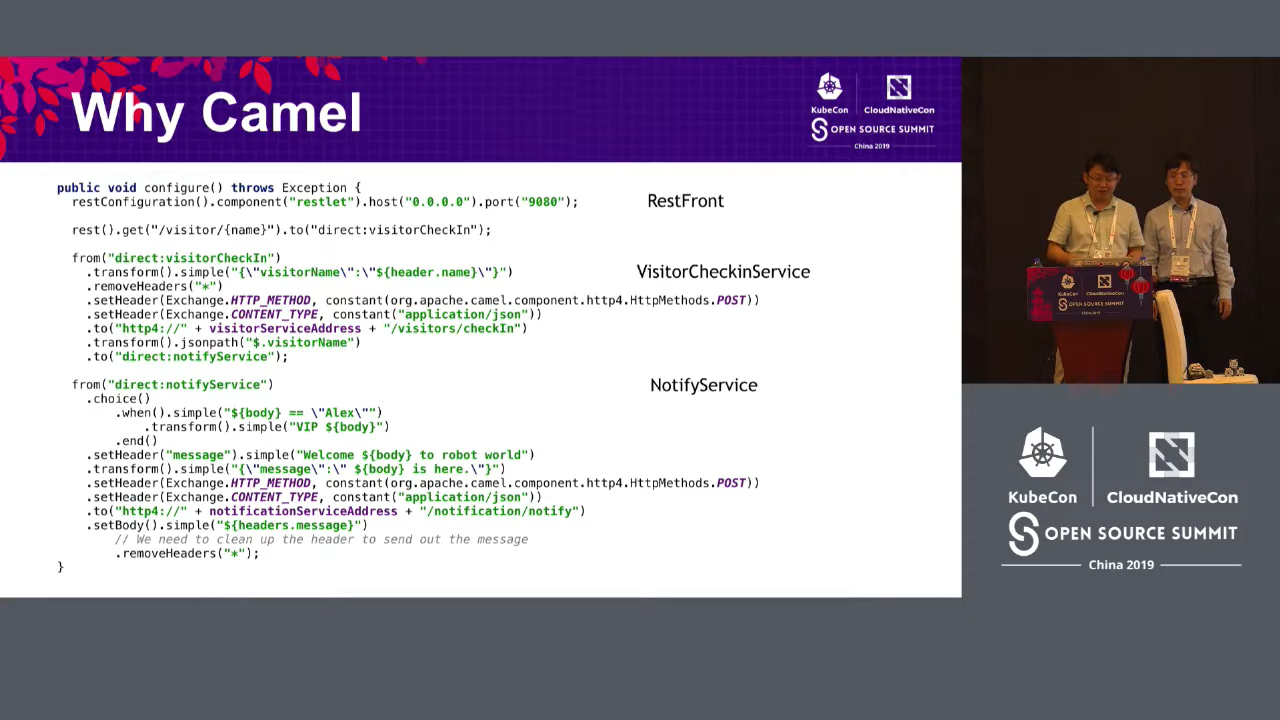 Why Camel
KubeCon
CloudNativeCon
OPEN SOURCE SUMMIT
China 2019
public void configure() throws Exception {
restConfiguration().component("restlet").host("0.0.0.0").port("9080");
RestFront
rest().get("/visitor/{name}").to("direct:visitorCheckIn");
from("direct:visitorCheckIn")
.transform().simple("{\"visitorName\":\"${header.name}\"}")
VisitorCheckinService
.removeHeaders("*")
.setHeader(Exchange.HTTP_METHOD, constant(org.apache.camel.component.http4.HttpMethods.POST))
.setHeader(Exchange.CONTENT_TYPE, constant("application/json"))
.to("http4://" + visitorServiceAddress + "/visitors/checkIn")
.transform().jsonpath("$.visitorName")
.to("direct:notifyService");
from("direct:notifyService")
NotifyService
.choice()
.when().simple("${body} == \"Alex\"")
.transform().simple("VIP ${body}")
.end()
.setHeader("message").simple("Welcome ${body} to robot world")
.transform().simple("{\"message\":\" ${body} is here.\"}")
.setHeader(Exchange.HTTP_METHOD, constant(org.apache.camel.component.http4.HttpMethods.POST))
.setHeader(Exchange.CONTENT_TYPE, constant("application/json"))
.to("http4://" + notificationServiceAddress + "/notification/notify")
.setBody().simple("${headers.message}")
// We need to clean up the header to send out the message
.removeHeaders("*");
}
KubeCon
CloudNativeCon
OPEN SOURCE SUMMIT
China 2019
KubeCon
CloudNativeCon
OPEN SOURCE SUMMIT
China 2019